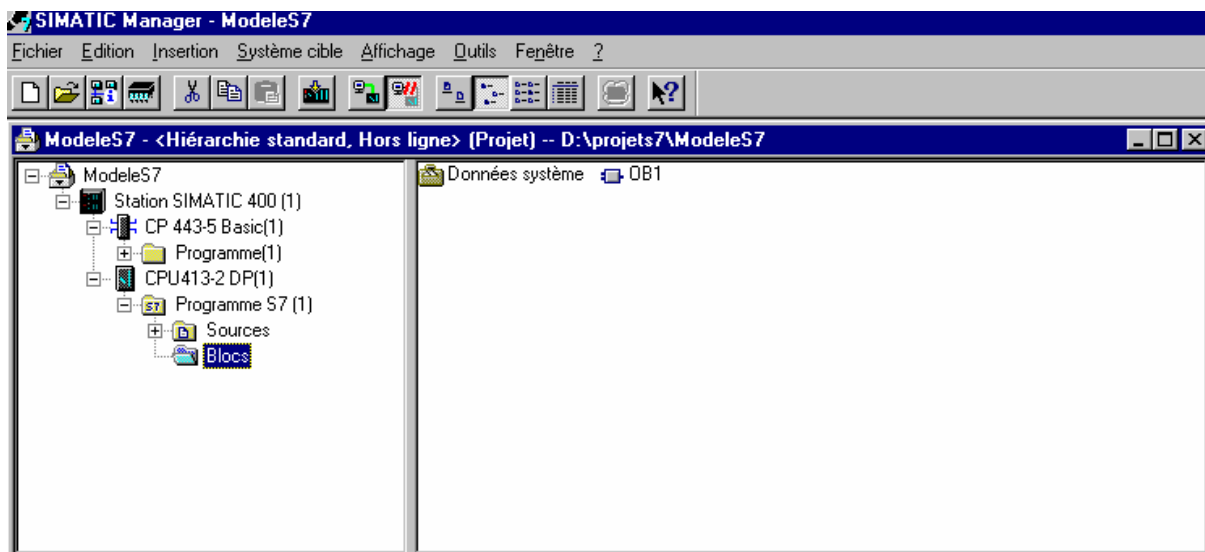 SIMATIC Manager - ModeleS7
Fichier Edition Insertion Système cible Affichage Outils Fenêtre ?
ModeleS7 - <Hiérarchie standard, Hors ligne> (Projet) -- D:\projets7\ModeleS7
ModeleS7
Station SIMATIC 400 (1)
CP 443-5 Basic(1)
Programme(1)
CPU413-2 DP(1)
Programme S7 (1)
Sources
Blocs
Données système OB1